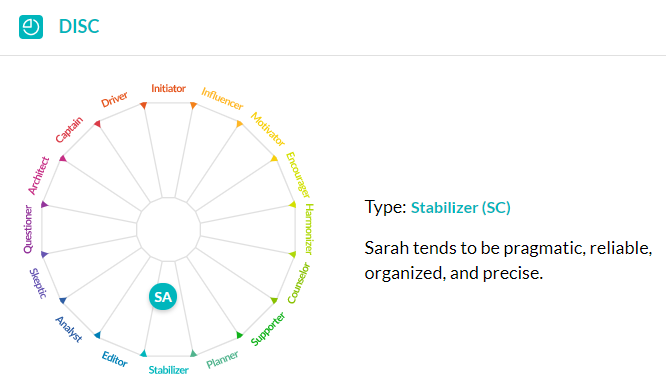 DISC
Initiator
Influencer
Motivator
Encourager
Harmonizer
Counselor
Supporter
Planner
Stabilizer
Editor
Analyst
Skeptic
Questioner
Architect
Captain
Driver
SA
Type: Stabilizer (SC)
Sarah tends to be pragmatic, reliable,
organized, and precise.